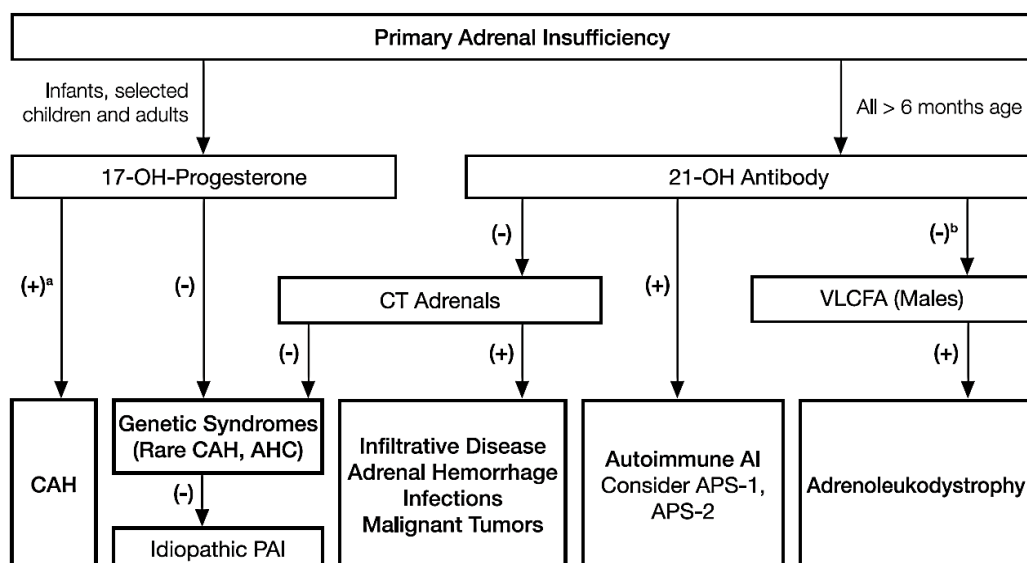 Primary Adrenal Insufficiency
Infants, selected
children and adults
All > 6 months age
17-OH-Progesterone
21-OH Antibody
(-)
(-)b
(+)a
(-)
CT Adrenals
(+)
VLCFA (Males)
(-)
(+)
(+)
CAH
Genetic Syndromes
(Rare CAH, AHC)
(-)
Idiopathic PAI
Infiltrative Disease
Adrenal Hemorrhage
Infections
Malignant Tumors
Autoimmune AI
Consider APS-1,
APS-2
Adrenoleukodystrophy